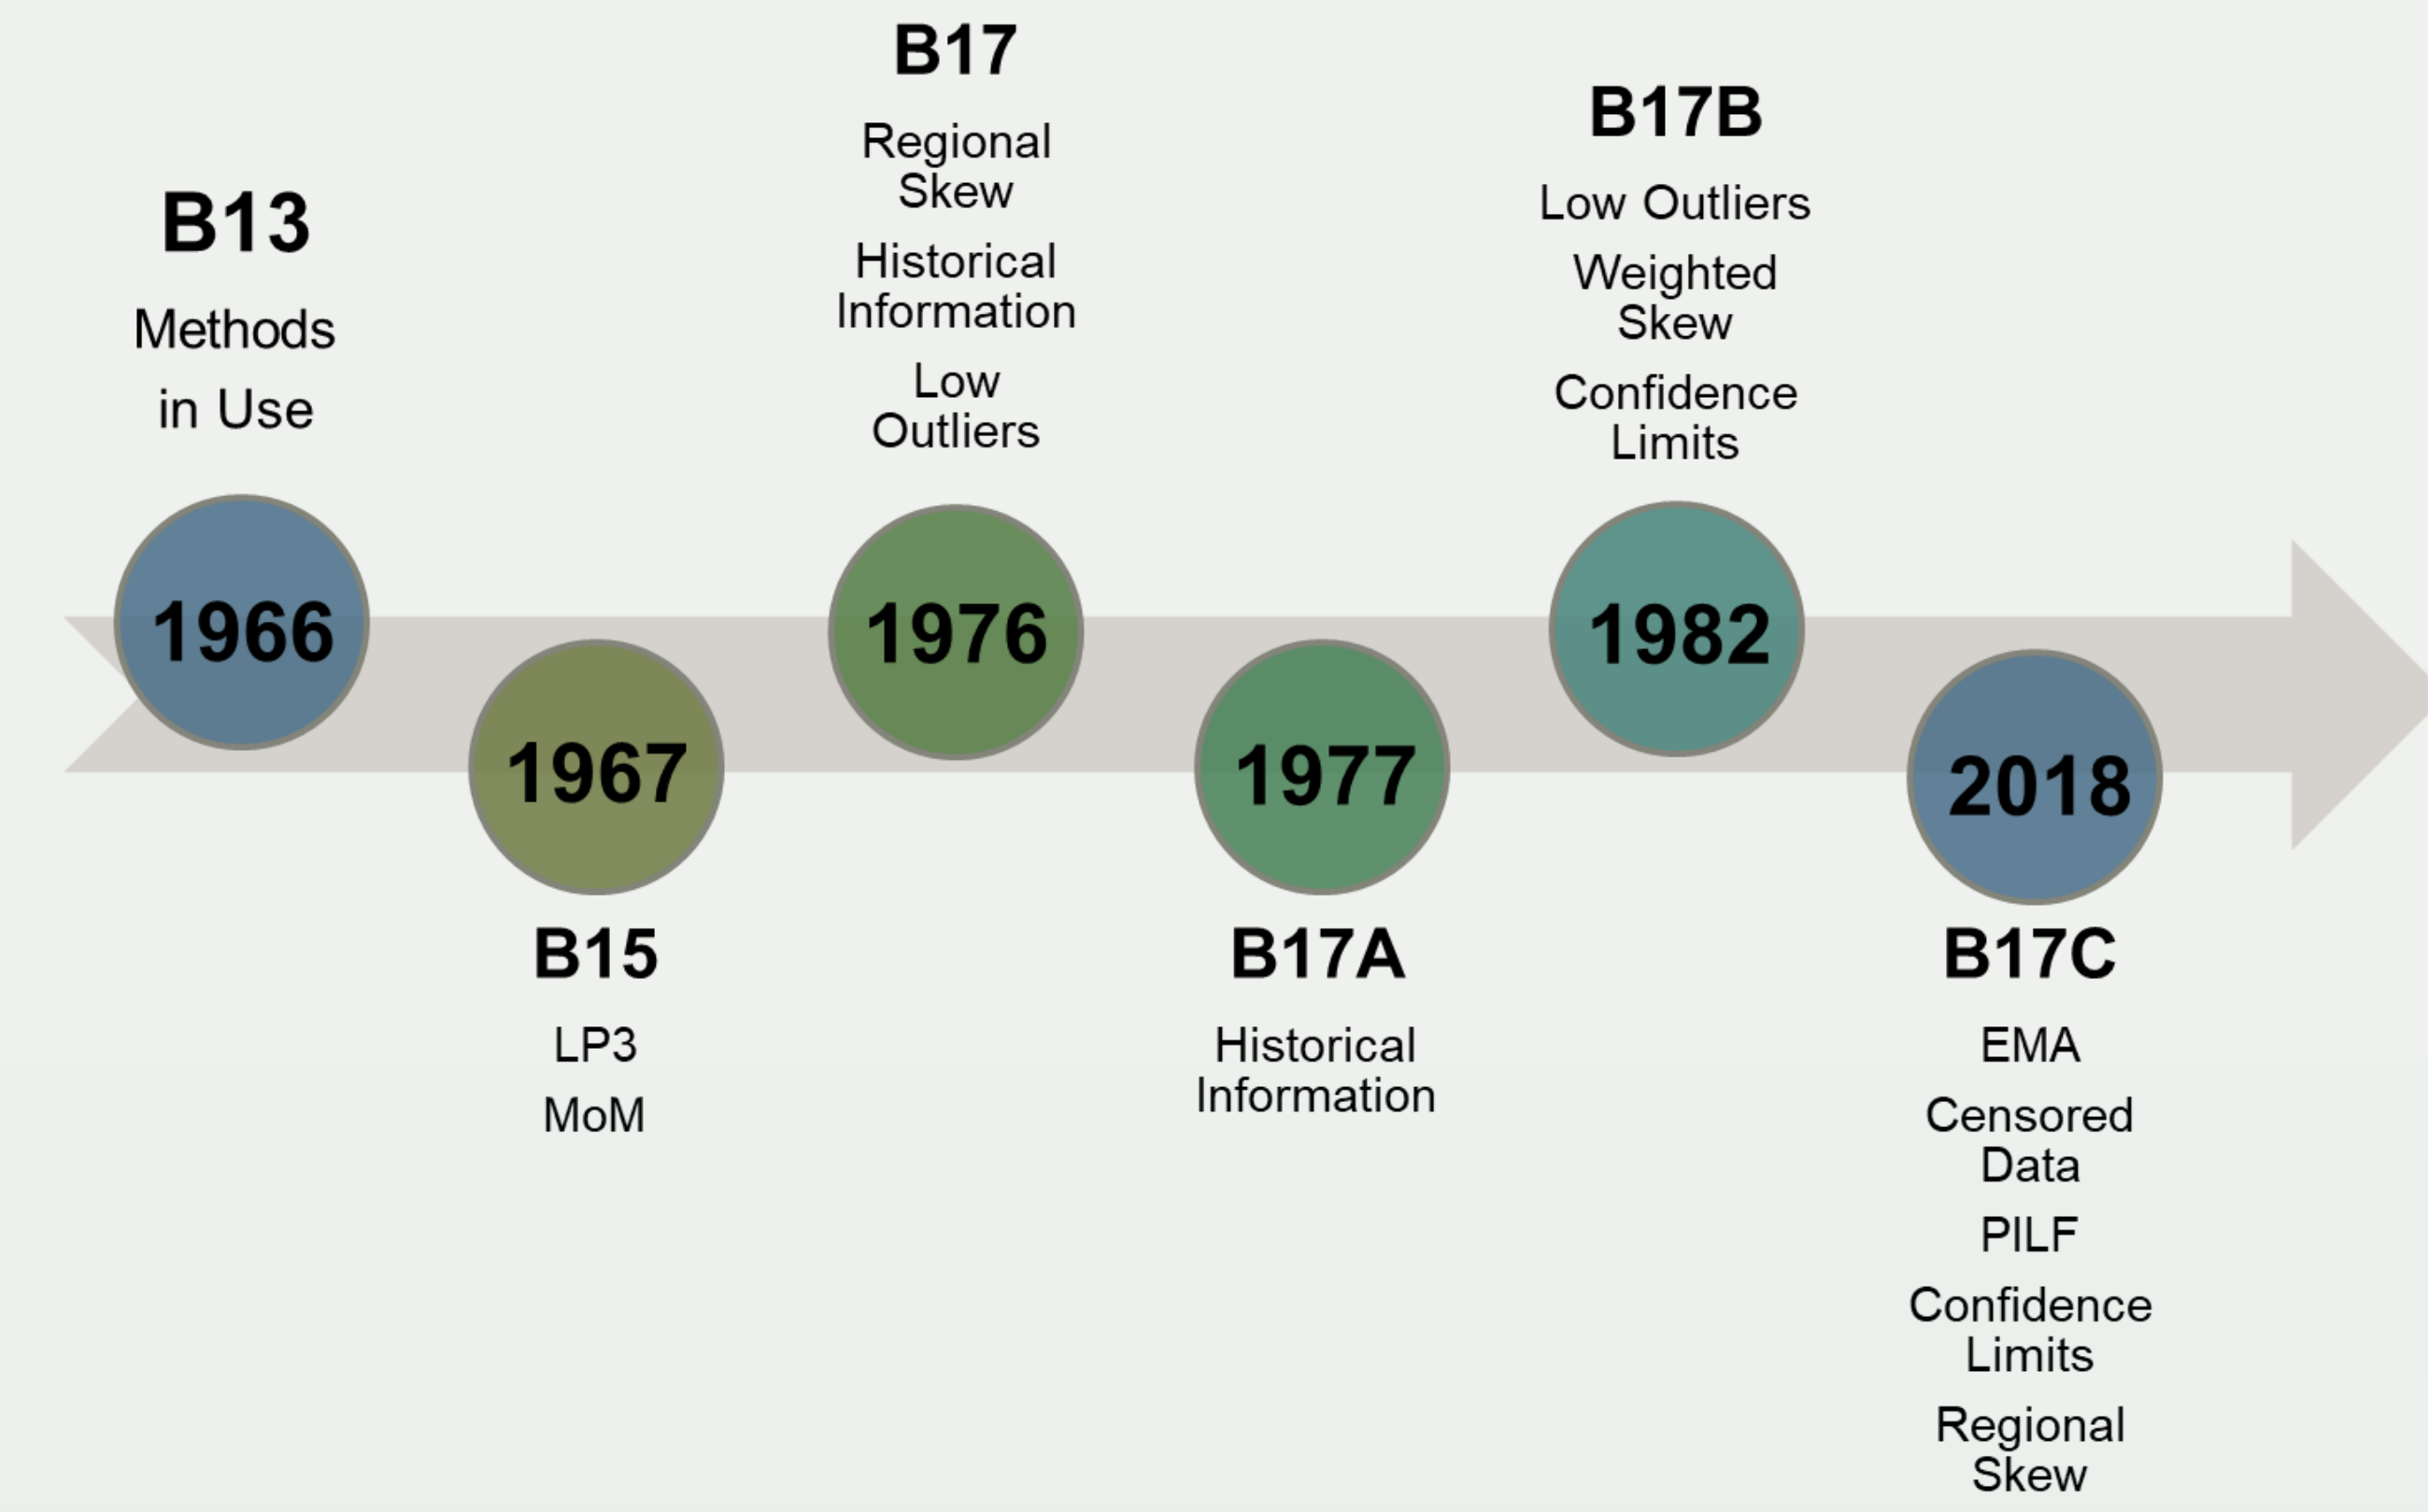 B13
Methods
in Use
1966
1967
B15
LP3
MoM
B17
Regional
Skew
Historical
Information
Low
Outliers
1976
1977
B17A
Historical
Information
B17B
Low Outliers
Weighted
Skew
Confidence
Limits
1982
2018
B17C
EMA
Censored
Data
PILF
Confidence
Limits
Regional
Skew